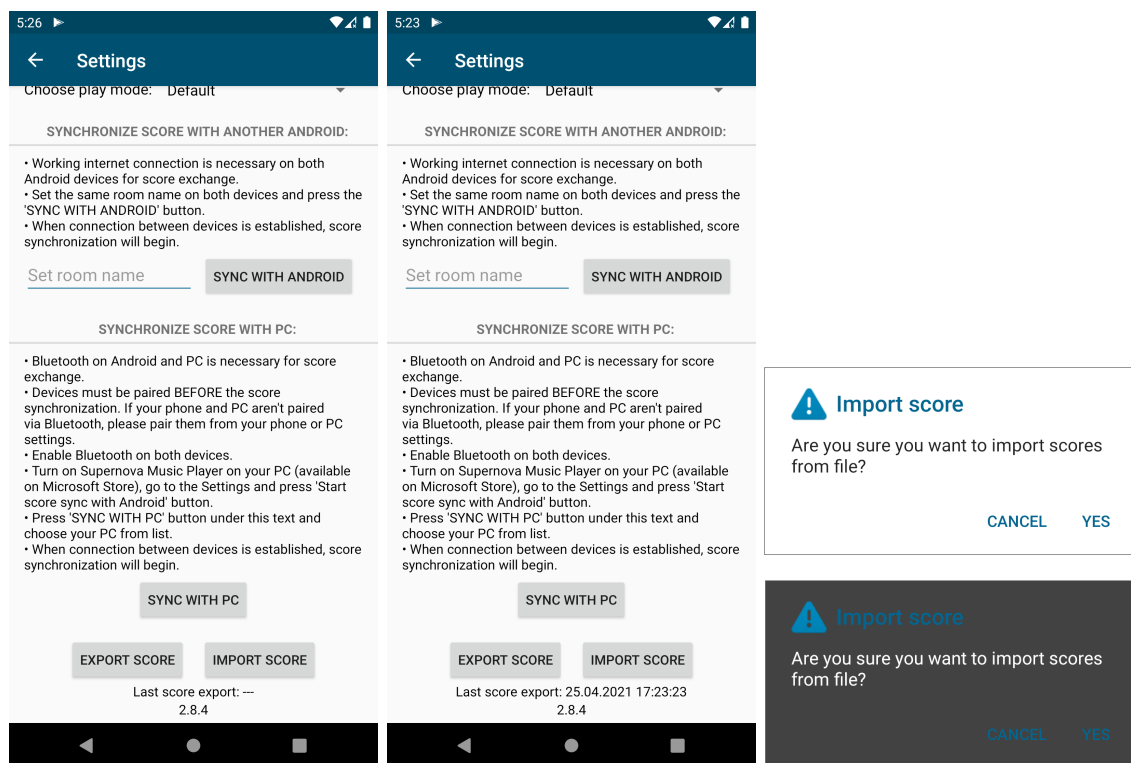 5:26
Settings
Choose play mode: Default
SYNCHRONIZE SCORE WITH ANOTHER ANDROID:
• Working internet connection is necessary on both
Android devices for score exchange.
• Set the same room name on both devices and press the
'SYNC WITH ANDROID' button.
• When connection between devices is established, score
synchronization will begin.
Set room name
SYNC WITH ANDROID
SYNCHRONIZE SCORE WITH PC:
• Bluetooth on Android and PC is necessary for score
exchange.
• Devices must be paired BEFORE the score
synchronization. If your phone and PC aren't paired
via Bluetooth, please pair them from your phone or PC
settings.
• Enable Bluetooth on both devices.
• Turn on Supernova Music Player on your PC (available
on Microsoft Store), go to the Settings and press 'Start
score sync with Android' button.
• Press 'SYNC WITH PC' button under this text and
choose your PC from list.
• When connection between devices is established, score
synchronization will begin.
SYNC WITH PC
EXPORT SCORE IMPORT SCORE
Last score export: ---
2.8.4
5:23
Settings
Choose play mode: Default
SYNCHRONIZE SCORE WITH ANOTHER ANDROID:
• Working internet connection is necessary on both
Android devices for score exchange.
• Set the same room name on both devices and press the
'SYNC WITH ANDROID' button.
• When connection between devices is established, score
synchronization will begin.
Set room name
SYNC WITH ANDROID
SYNCHRONIZE SCORE WITH PC:
• Bluetooth on Android and PC is necessary for score
exchange.
• Devices must be paired BEFORE the score
synchronization. If your phone and PC aren't paired
via Bluetooth, please pair them from your phone or PC
settings.
• Enable Bluetooth on both devices.
• Turn on Supernova Music Player on your PC (available
on Microsoft Store), go to the Settings and press 'Start
score sync with Android' button.
• Press 'SYNC WITH PC' button under this text and
choose your PC from list.
• When connection between devices is established, score
synchronization will begin.
SYNC WITH PC
EXPORT SCORE IMPORT SCORE
Last score export: 25.04.2021 17:23:23
2.8.4
Import score
Are you sure you want to import scores
from file?
CANCEL YES
Import score
Are you sure you want to import scores
from file?
CANCEL YES